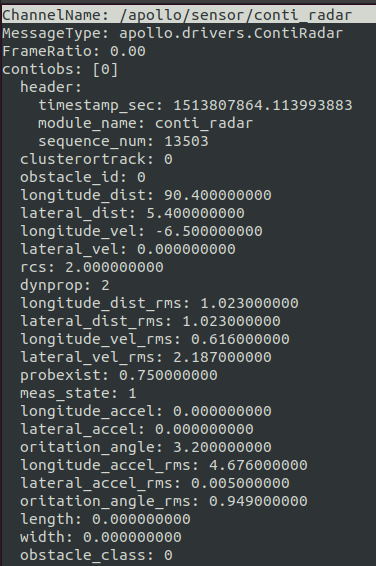 ChannelName: /apollo/sensor/conti_radar
MessageType: apollo.drivers.ContiRadar
FrameRatio: 0.00
contiobs: [0]
  header:
    timestamp_sec: 1513807864.113993883
    module_name: conti_radar
    sequence_num: 13503
  clusterortrack: 0
  obstacle_id: 0
  longitude_dist: 90.400000000
  lateral_dist: 5.400000000
  longitude_vel: -6.500000000
  lateral_vel: 0.000000000
  rcs: 2.000000000
  dynprop: 2
  longitude_dist_rms: 1.023000000
  lateral_dist_rms: 1.023000000
  longitude_vel_rms: 0.616000000
  lateral_vel_rms: 2.187000000
  probexist: 0.750000000
  meas_state: 1
  longitude_accel: 0.000000000
  lateral_accel: 0.000000000
  oritation_angle: 3.200000000
  longitude_accel_rms: 4.676000000
  lateral_accel_rms: 0.005000000
  oritation_angle_rms: 0.949000000
  length: 0.000000000
  width: 0.000000000
  obstacle_class: 0